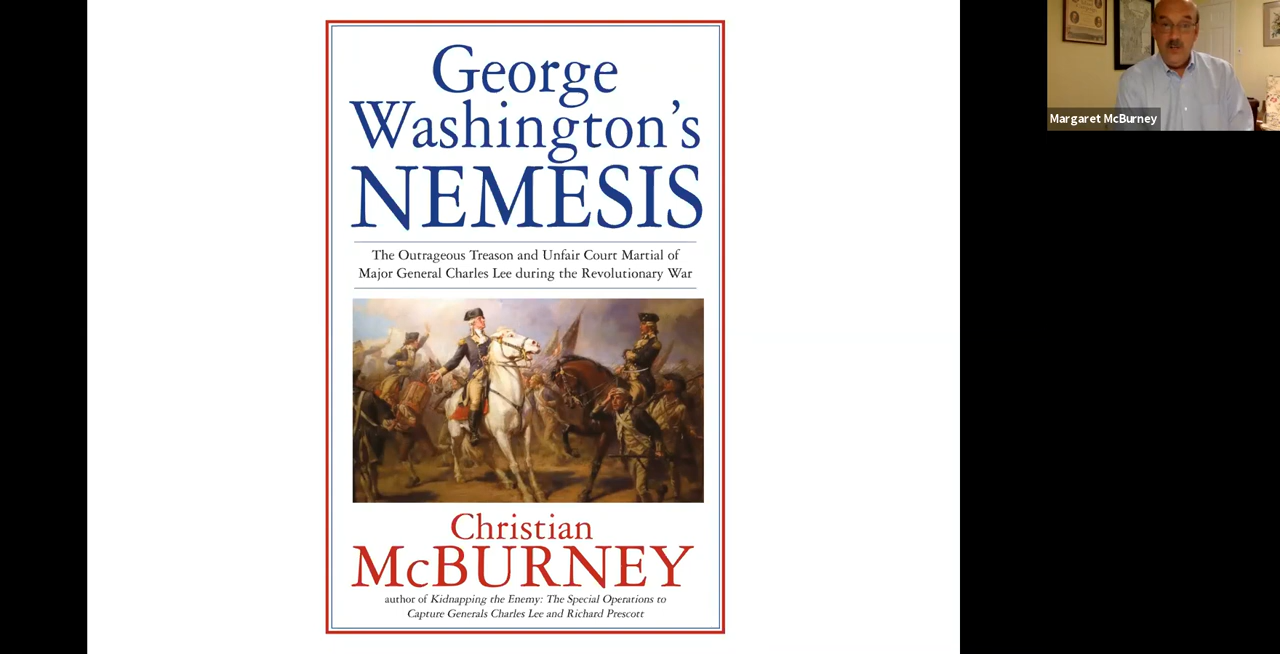 George
Washington's
NEMESIS
The Outrageous Treason and Unfair Court Martial of
Major General Charles Lee during the Revolutionary War
Christian
McBURNEY
author of Kidnapping the Enemy: The Special Operations to
Capture Generals Charles Lee and Richard Prescott
Margaret McBurney